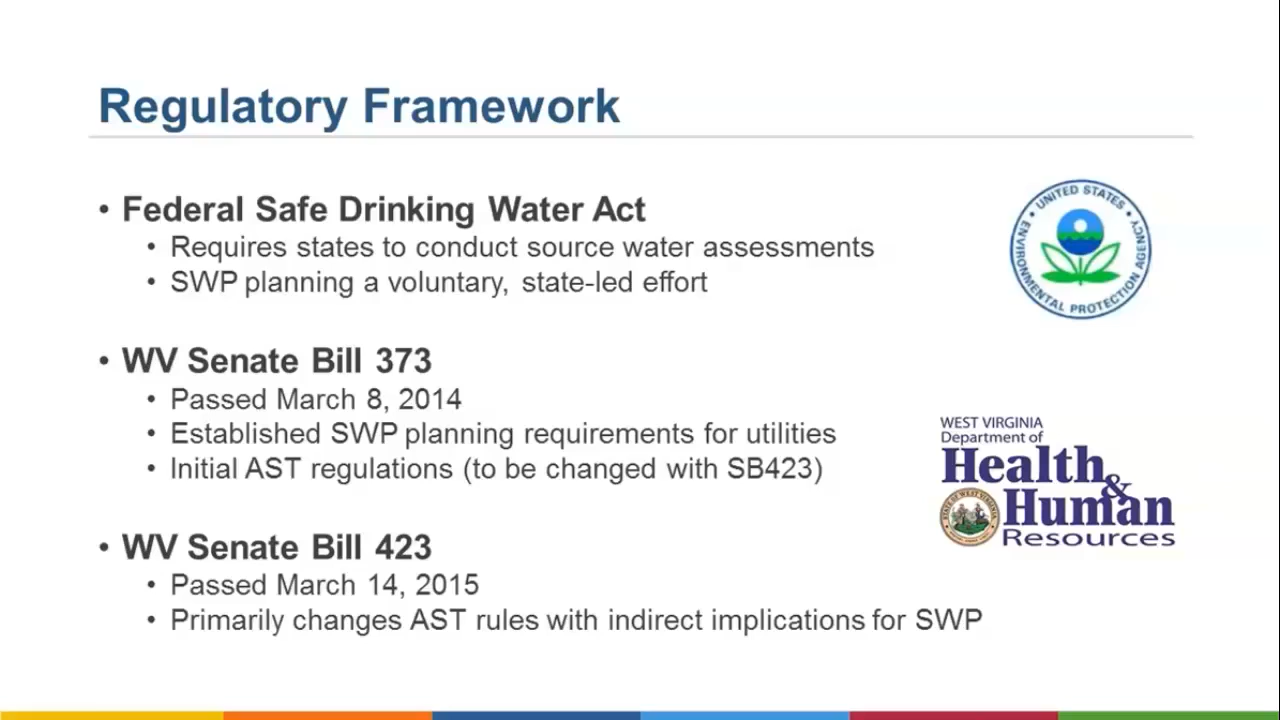 Regulatory Framework
• Federal Safe Drinking Water Act
• Requires states to conduct source water assessments
• SWP planning a voluntary, state-led effort
UNITED STATES
ENVIRONMENTAL PROTECTION AGENCY
• WV Senate Bill 373
• Passed March 8, 2014
• Established SWP planning requirements for utilities
• Initial AST regulations (to be changed with SB423)
WEST VIRGINIA
Department of
Health &
Human
Resources
• WV Senate Bill 423
• Passed March 14, 2015
• Primarily changes AST rules with indirect implications for SWP